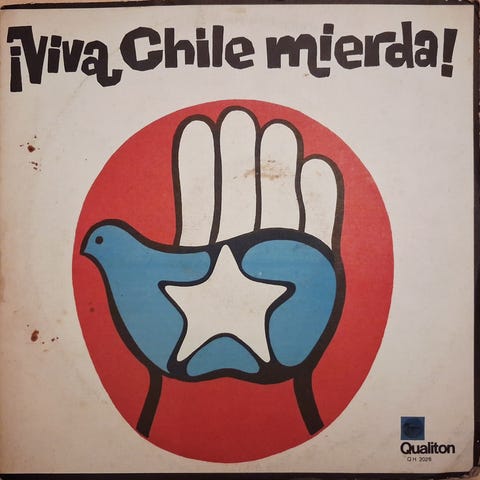 ¡Viva Chile mierda!
Qualiton
QH 2028